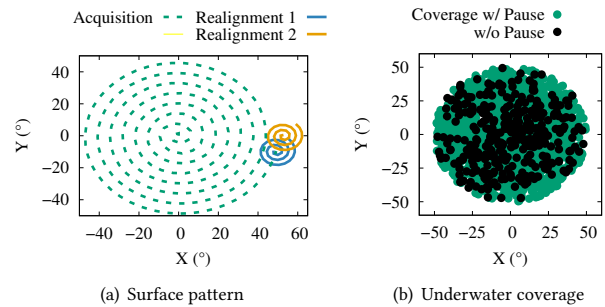 Acquisition Realignment 1
Realignment 2
40
20
0
−20
−40
Y (°)
−40 −20 0 20 40 60
X (°)
(a) Surface pattern
Coverage w/ Pause
w/o Pause
50
25
0
−25
−50
Y (°)
−50 −25 0 25 50
X (°)
(b) Underwater coverage